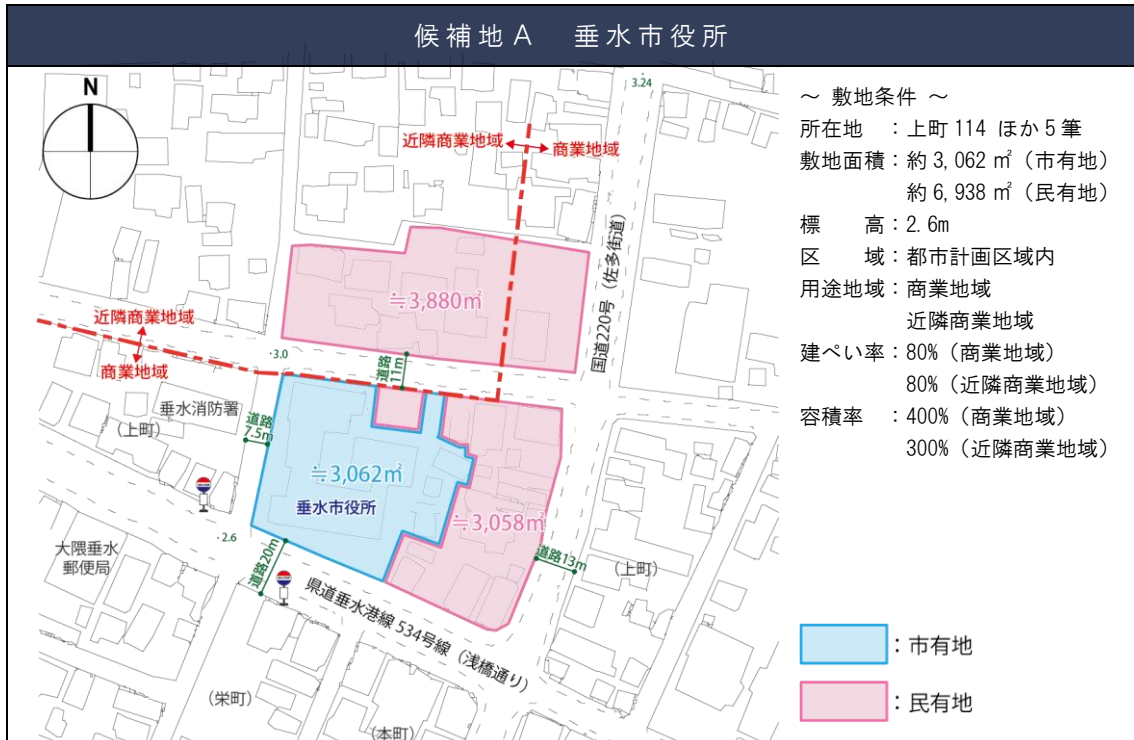 候補地A 垂水市役所
N
3.24
近隣商業地域
商業地域
国道220号(佐多街道)
≒3,880㎡
近隣商業地域
商業地域
・3.0
道路
11m
垂水消防署
(上町)
道路
7.5m
≒3,062㎡
垂水市役所
≒3,058㎡
・2.6
大隈垂水
郵便局
道路20m
道路13m
(上町)
県道垂水港線534号線(浅橋通り)
(栄町)
(本町)
~ 敷地条件 ~
所在地 :上町114 ほか5筆
敷地面積:約3,062 ㎡(市有地)
約6,938 ㎡(民有地)
標 高:2.6m
区 域:都市計画区域内
用途地域:商業地域
近隣商業地域
建ぺい率:80%(商業地域)
80%(近隣商業地域)
容積率 :400%(商業地域)
300%(近隣商業地域)
:市有地
:民有地